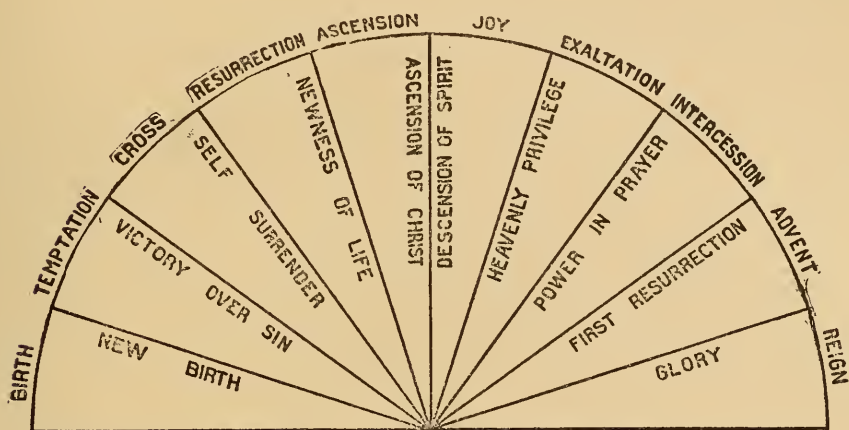 BIRTH
TEMPTATION
CROSS
RESURRECTION
ASCENSION
JOY
EXALTATION
INTERCESSION
ADVENT
REIGN
NEW BIRTH
VICTORY OVER SIN
SELF SURRENDER
NEWNESS OF LIFE
ASCENSION OF CHRIST
DESCENSION OF SPIRIT
HEAVENLY PRIVILEGE
POWER IN PRAYER
FIRST RESURRECTION
GLORY